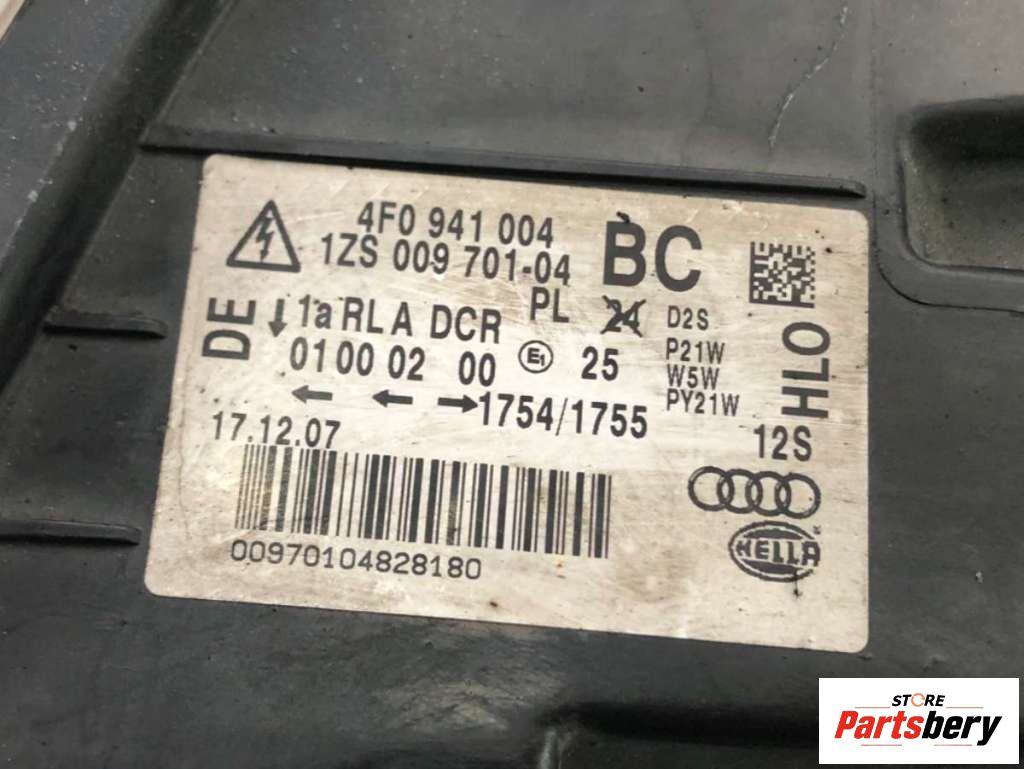 4F0 941 004 BC
1ZS 009 701-04
DE 1a RL A DCR PL 24 D2S
01 00 02 00 E1 25 P21W
W5W
PY21W
HLO
1754/1755
12S
17.12.07
00970104828180
HELLA
STORE
Partsbery